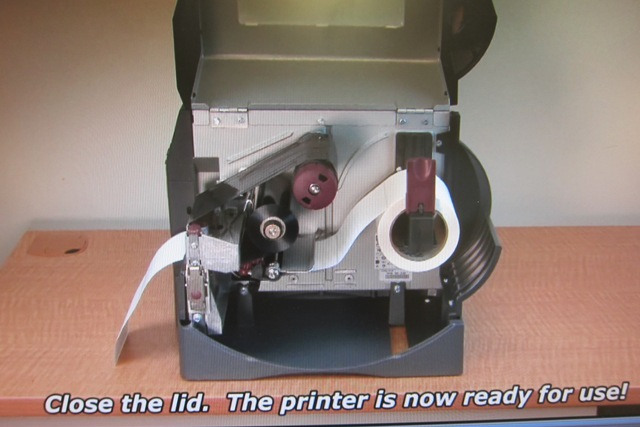 Close the lid. The printer is now ready for use!